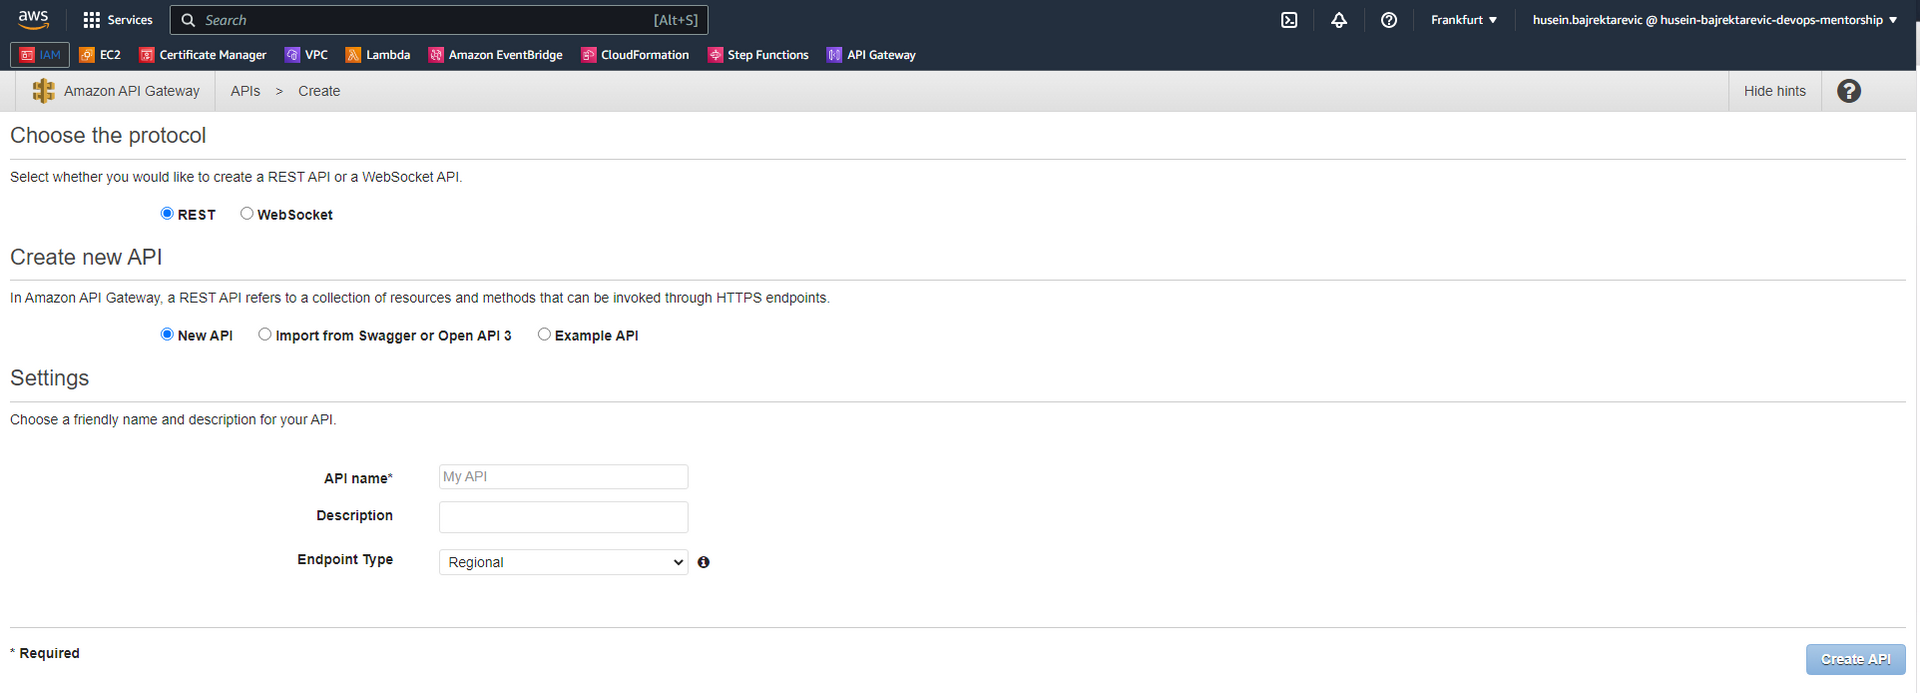 aws Services Search [Alt+S] Frankfurt husein.bajrektarevic @ husein-bajrektarevic-devops-mentorship
IAM EC2 Certificate Manager VPC Lambda Amazon EventBridge CloudFormation Step Functions API Gateway
Amazon API Gateway APIs > Create Hide hints
Choose the protocol
Select whether you would like to create a REST API or a WebSocket API.
REST WebSocket
Create new API
In Amazon API Gateway, a REST API refers to a collection of resources and methods that can be invoked through HTTPS endpoints.
New API Import from Swagger or Open API 3 Example API
Settings
Choose a friendly name and description for your API.
API name* My API
Description
Endpoint Type Regional
* Required Create API